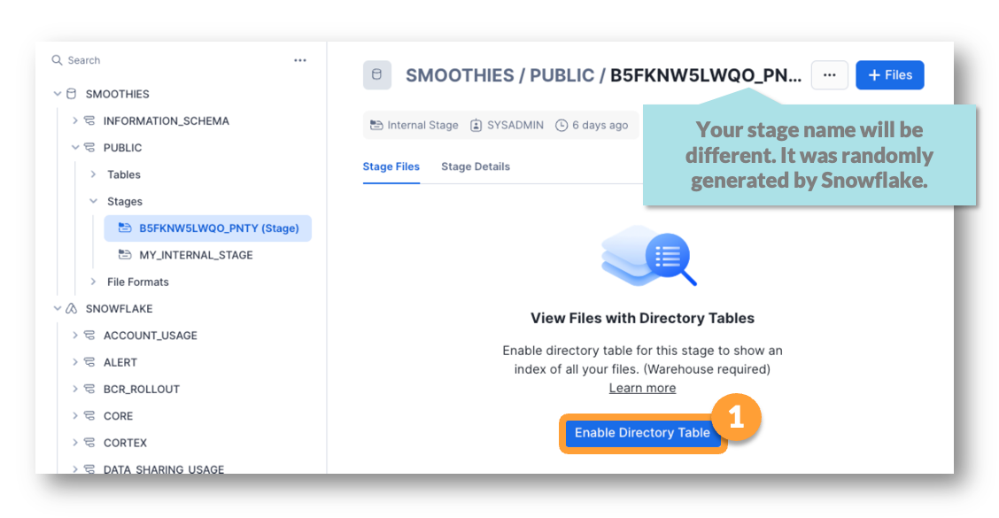 Search
...
SMOOTHIES
INFORMATION_SCHEMA
PUBLIC
Tables
Stages
B5FKNW5LWQO_PNTY (Stage)
MY_INTERNAL_STAGE
File Formats
SNOWFLAKE
ACCOUNT_USAGE
ALERT
BCR_ROLLOUT
CORE
CORTEX
DATA_SHARING_USAGE
SMOOTHIES / PUBLIC / B5FKNW5LWQO_PN...
...
+ Files
Internal Stage SYSADMIN 6 days ago
Your stage name will be
different. It was randomly
generated by Snowflake.
Stage Files Stage Details
View Files with Directory Tables
Enable directory table for this stage to show an
index of all your files. (Warehouse required)
Learn more
Enable Directory Table
1